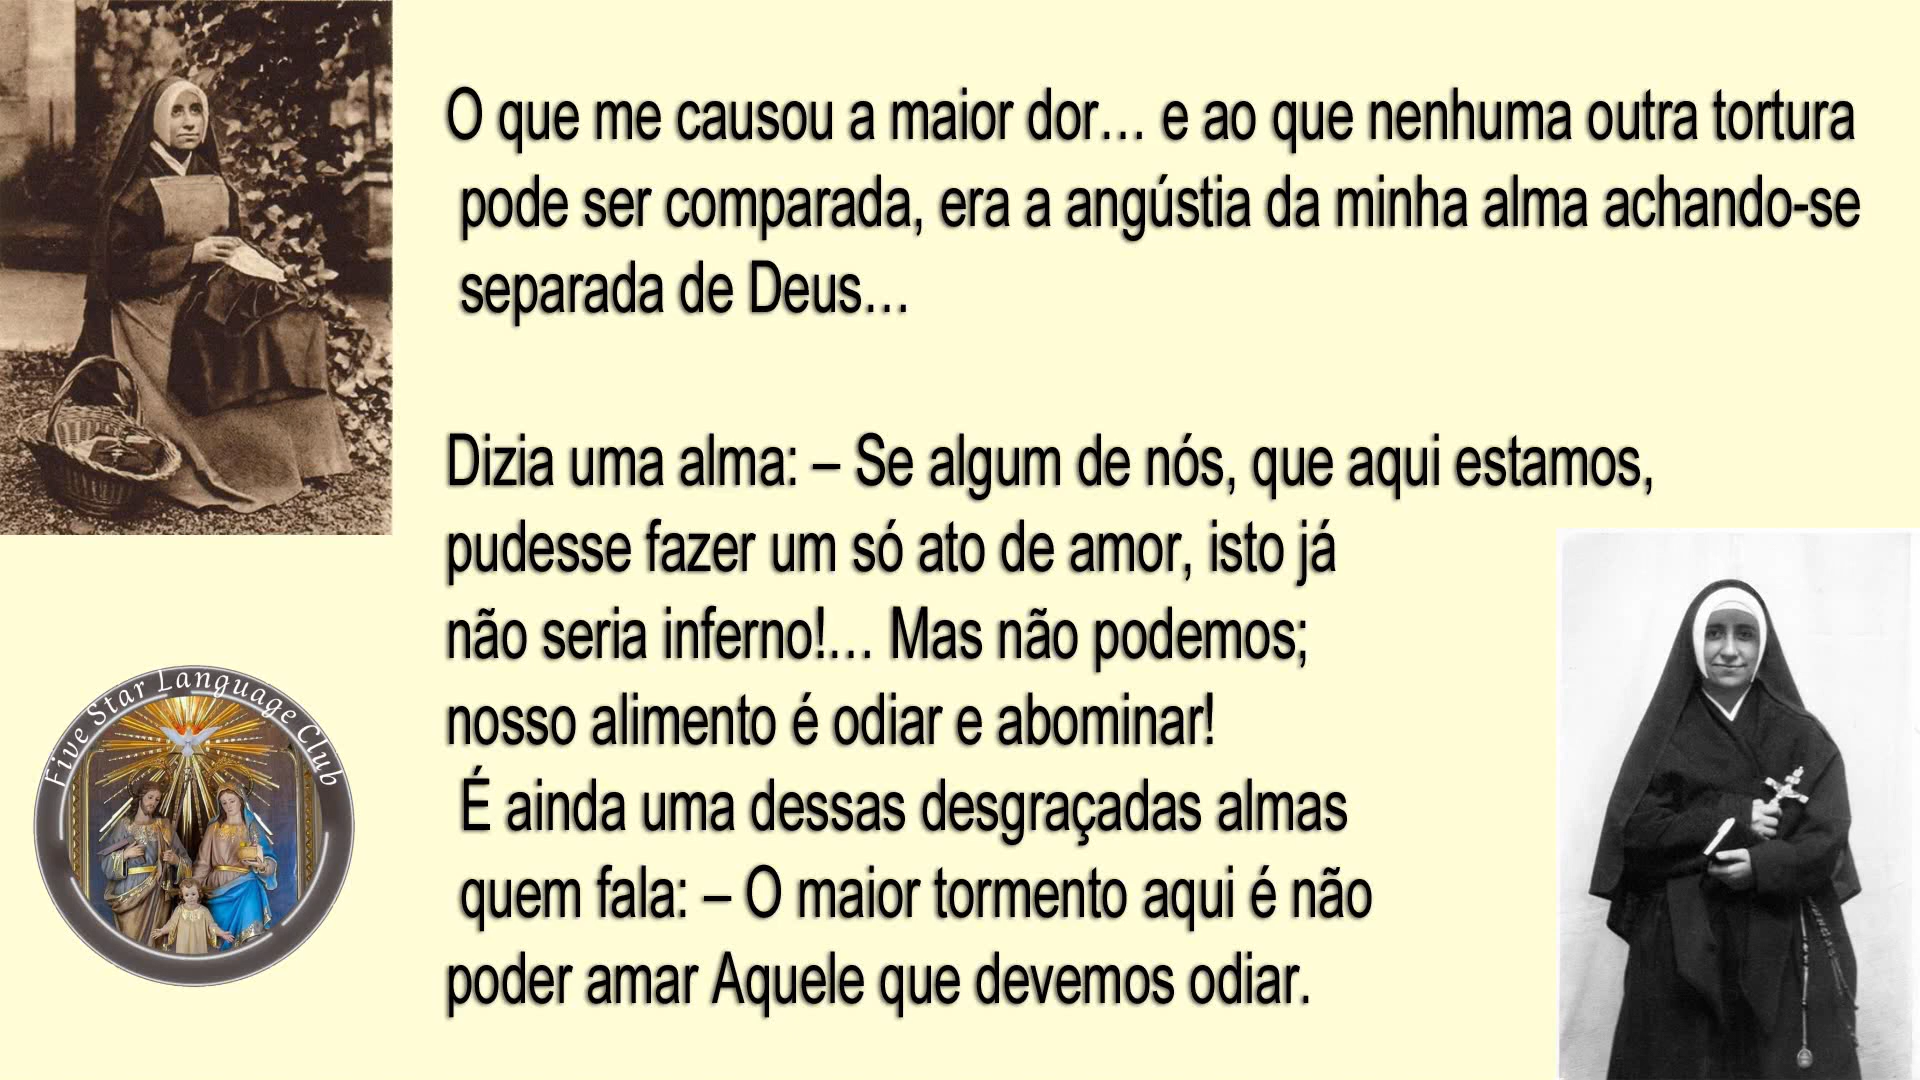 O que me causou a maior dor… e ao que nenhuma outra tortura
pode ser comparada, era a angústia da minha alma achando-se
separada de Deus…
Dizia uma alma: – Se algum de nós, que aqui estamos,
pudesse fazer um só ato de amor, isto já
não seria inferno!… Mas não podemos;
nosso alimento é odiar e abominar!
É ainda uma dessas desgraçadas almas
quem fala: – O maior tormento aqui é não
poder amar Aquele que devemos odiar.
Five Star Language Club